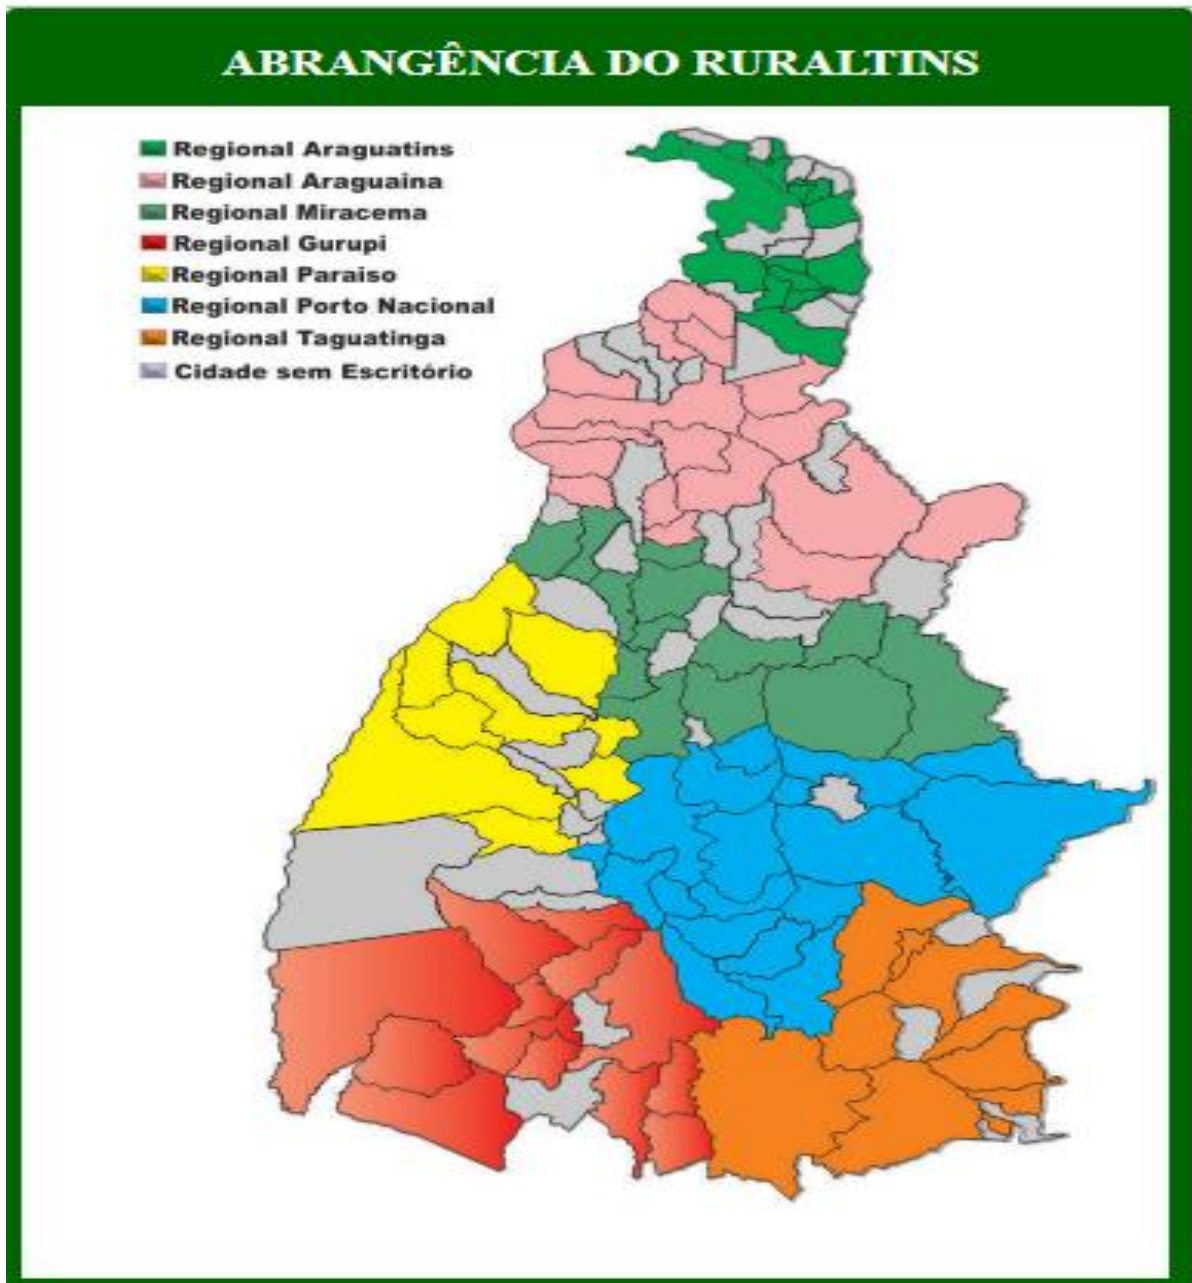 ABRANGÊNCIA DO RURALTINS
Regional Araguatins
Regional Araguaina
Regional Miracema
Regional Gurupi
Regional Paraiso
Regional Porto Nacional
Regional Taguatinga
Cidade sem Escritório